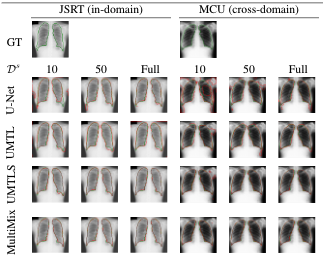 JSRT (in-domain) MCU (cross-domain)
GT
𝒟ˢ 10 50 Full 10 50 Full
U-Net
UMTL
UMTLS
MultiMix